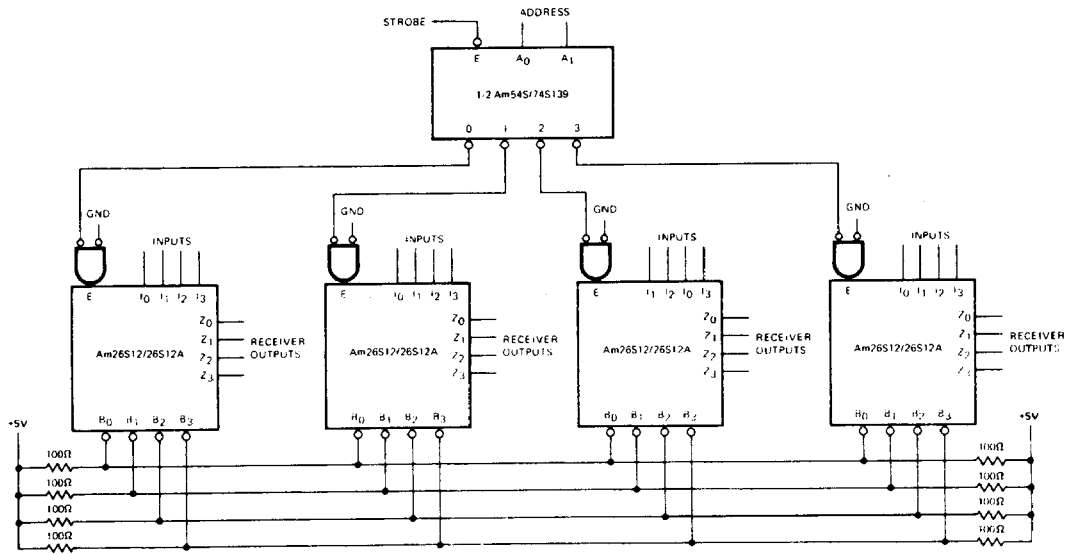 STROBE
ADDRESS
E A0 A1
1/2 Am54S/74S139
0 1 2 3
GND
GND
GND
GND
INPUTS
INPUTS
INPUTS
INPUTS
E I0 I1 I2 I3
E I0 I1 I2 I3
E I1 I2 I0 I3
E I0 I1 I2 I3
Z0
Z1
Z2
Z3
RECEIVER
OUTPUTS
Am26S12/26S12A
Z0
Z1
Z2
Z3
RECEIVER
OUTPUTS
Am26S12/26S12A
Z0
Z1
Z2
Z3
RECEIVER
OUTPUTS
Am26S12/26S12A
Z0
Z1
Z2
Z3
RECEIVER
OUTPUTS
Am26S12/26S12A
B0 B1 B2 B3
B0 B1 B2 B3
B0 B1 B2 B3
B0 B1 B2 B3
+5V
+5V
100Ω
100Ω
100Ω
100Ω
100Ω
100Ω
100Ω
100Ω